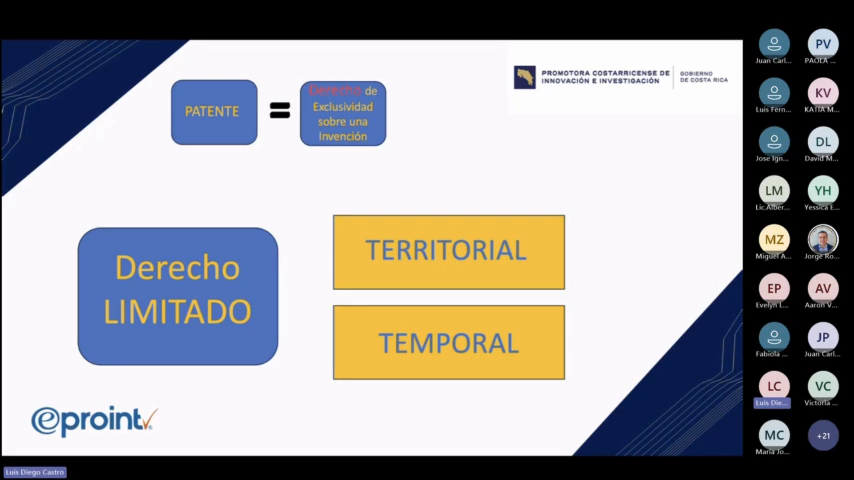 PATENTE
=
Derecho de
Exclusividad
sobre una
Invención
PROMOTORA COSTARRICENSE DE
INNOVACIÓN E INVESTIGACIÓN
GOBIERNO
DE COSTA RICA
Derecho
LIMITADO
TERRITORIAL
TEMPORAL
eproint
Luis Diego Castro
PV
Juan Carl...
PAOLA ...
KV
Luis Fern...
KATIA M...
DL
Jose Ign...
David M...
LM
YH
Lic.Alber...
Yessica E...
MZ
Miguel A...
Jorge Ro...
EP
AV
Evelyn L...
Aaron V...
JP
Fabiola ...
Juan Carl...
LC
VC
Luis Die...
Victoria ...
MC
+21
Maria Jo...